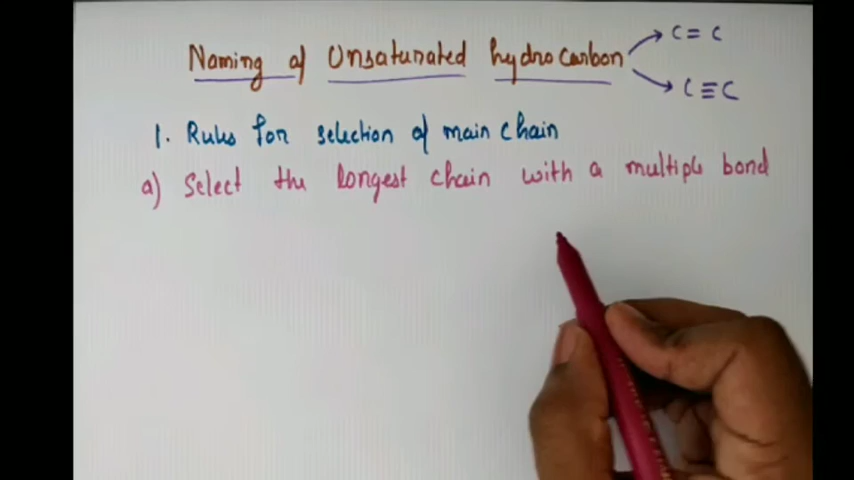 Naming of Unsaturated hydrocarbon
C = C
C ≡ C
1. Rules for selection of main chain
a) Select the longest chain with a multiple bond